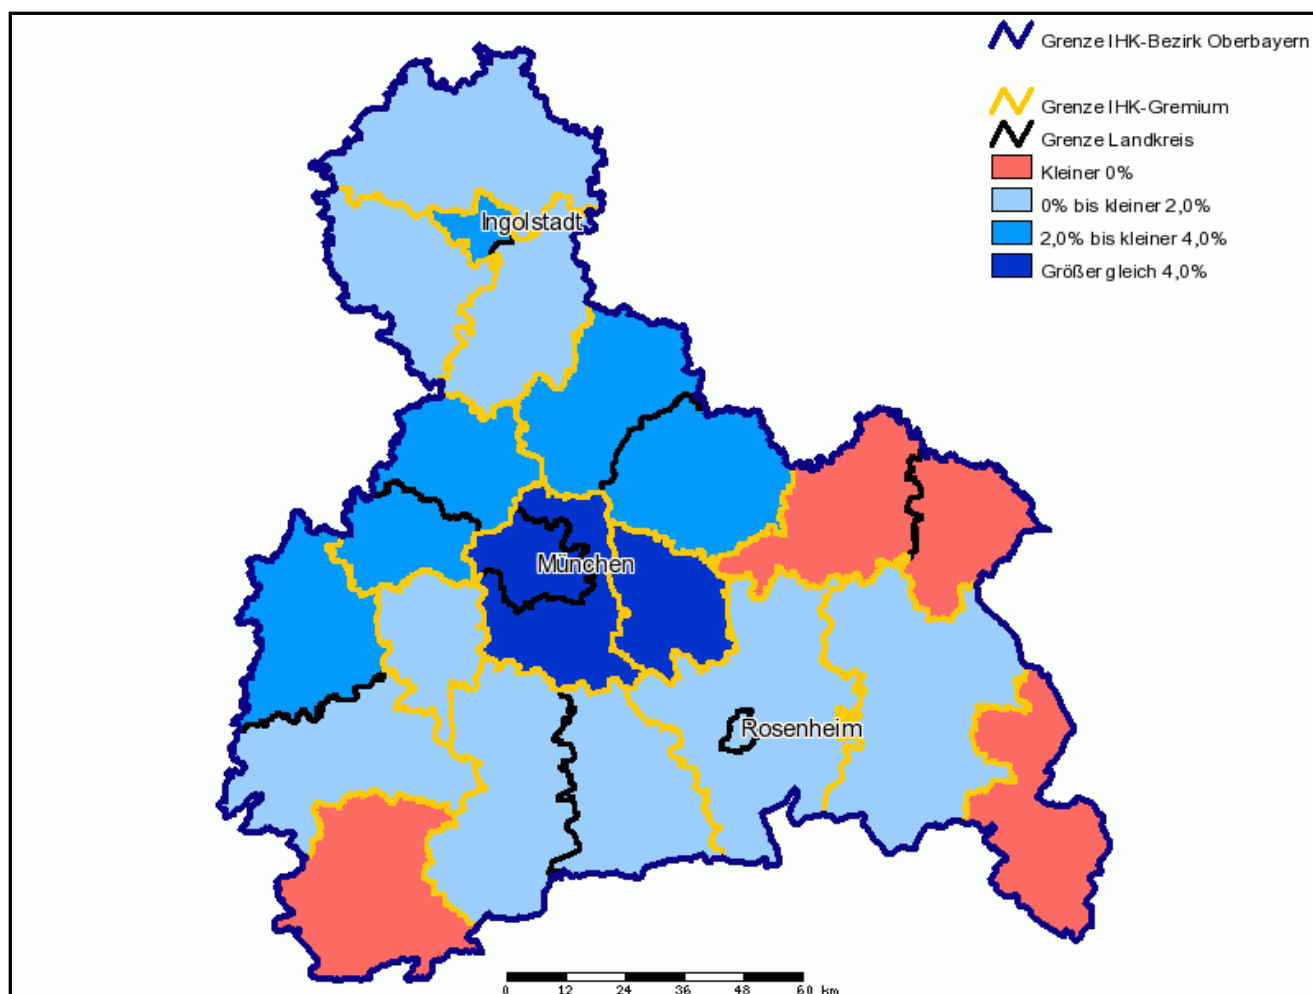 Grenze IHK-Bezirk Oberbayern
Grenze IHK-Gremium
Grenze Landkreis
Kleiner 0%
0% bis kleiner 2,0%
2,0% bis kleiner 4,0%
Größer gleich 4,0%
Ingolstadt
München
Rosenheim
0 12 24 36 48 60 km